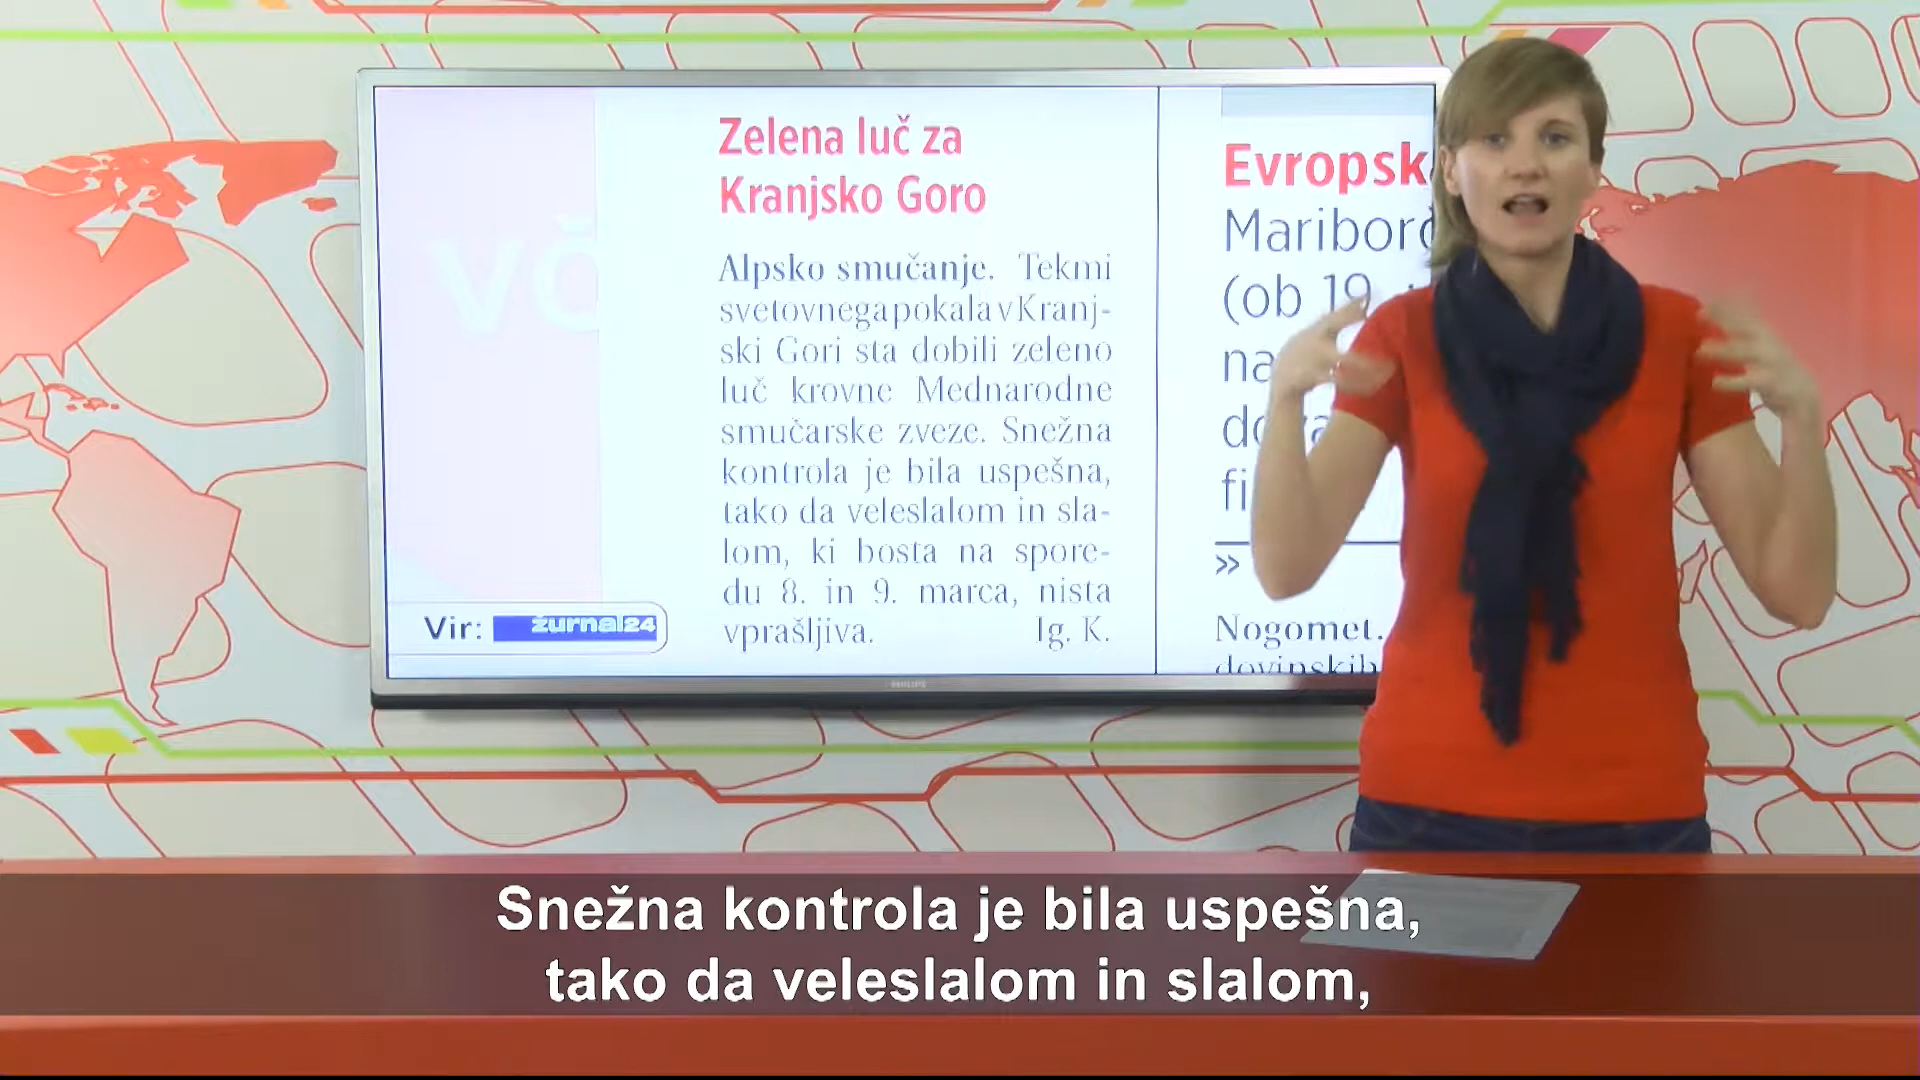 Zelena luč za
Kranjsko Goro
Alpsko smučanje. Tekmi
svetovnega pokala v Kranj-
ski Gori sta dobili zeleno
luč krovne Mednarodne
smučarske zveze. Snežna
kontrola je bila uspešna,
tako da veleslalom in sla-
lom, ki bosta na spore-
du 8. in 9. marca, nista
vprašljiva. Ig. K.
Evropsk
Maribor
(ob 19.
na
do
fi
»
Nogomet.
dovinskih
vč
Vir: žurnal24
PHILIPS
Snežna kontrola je bila uspešna,
tako da veleslalom in slalom,